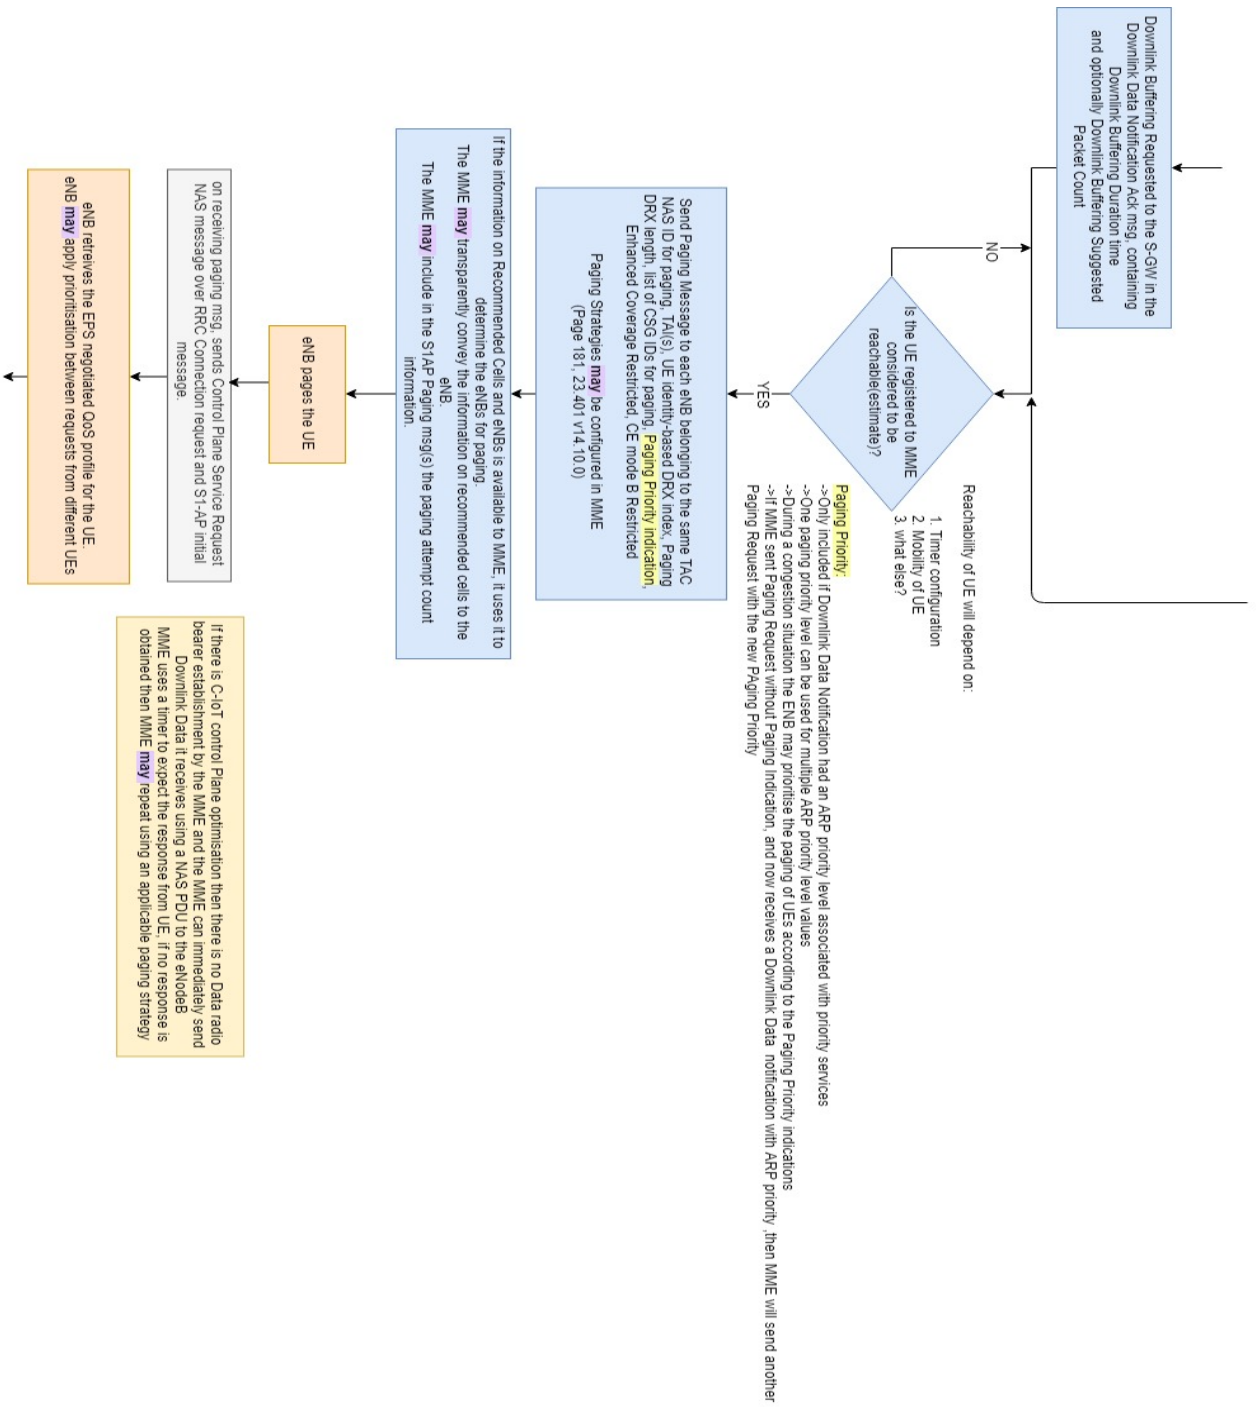 Downlink Buffering Requested to the S-GW in the
Downlink Data Notification Ack msg, containing
Downlink Buffering Duration time
and optionally Downlink Buffering Suggested
Packet Count
NO
Is the UE registered to MME
considered to be
reachable(estimate)?
Reachability of UE will depend on:
1. Timer configuration
2. Mobility of UE
3. what else?
YES
Paging Priority:
->Only included if Downlink Data Notification had an ARP priority level associated with priority services
->One paging priority level can be used for multiple ARP priority level values
->During a congestion situation the ENB may prioritise the paging of UEs according to the Paging Priority indications
->If MME sent Paging Request without Paging Indication, and now receives a Downlink Data notification with ARP priority ,then MME will send another
Paging Request with the new PAging Priority
Send Paging Message to each eNB belonging to the same TAC
NAS ID for paging, TAI(s), UE identity-based DRX index, Paging
DRX length, list of CSG IDs for paging, Paging Priority indication,
Enhanced Coverage Restricted, CE mode B Restricted
Paging Strategies may be configured in MME
(Page 181, 23.401 v14.10.0)
If the information on Recommended Cells and eNBs is available to MME, it uses it to
determine the eNBs for paging.
The MME may transparently convey the information on recommended cells to the
eNB.
The MME may include in the S1AP Paging msg(s) the paging attempt count
information.
eNB pages the UE
on receiving paging msg, sends Control Plane Service Request
NAS message over RRC Connection request and S1-AP initial
message.
eNB retreives the EPS negotiated QoS profile for the UE.
eNB may apply prioritisation between requests from different UEs
If there is C-IoT control Plane optimisation then there is no Data radio
bearer establishment by the MME and the MME can immediately send
Downlink Data it receives using a NAS PDU to the eNodeB
MME uses a timer to expect the response from UE, if no response is
obtained then MME may repeat using an applicable paging strategy